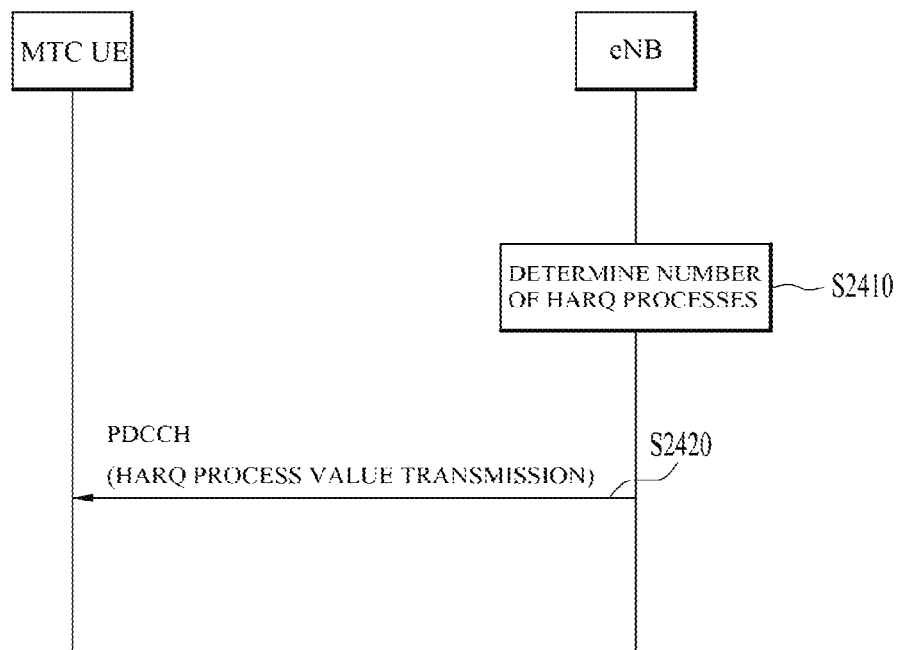 MTC UE
eNB
DETERMINE NUMBER
OF HARQ PROCESSES
S2410
PDCCH
S2420
(HARQ PROCESS VALUE TRANSMISSION)